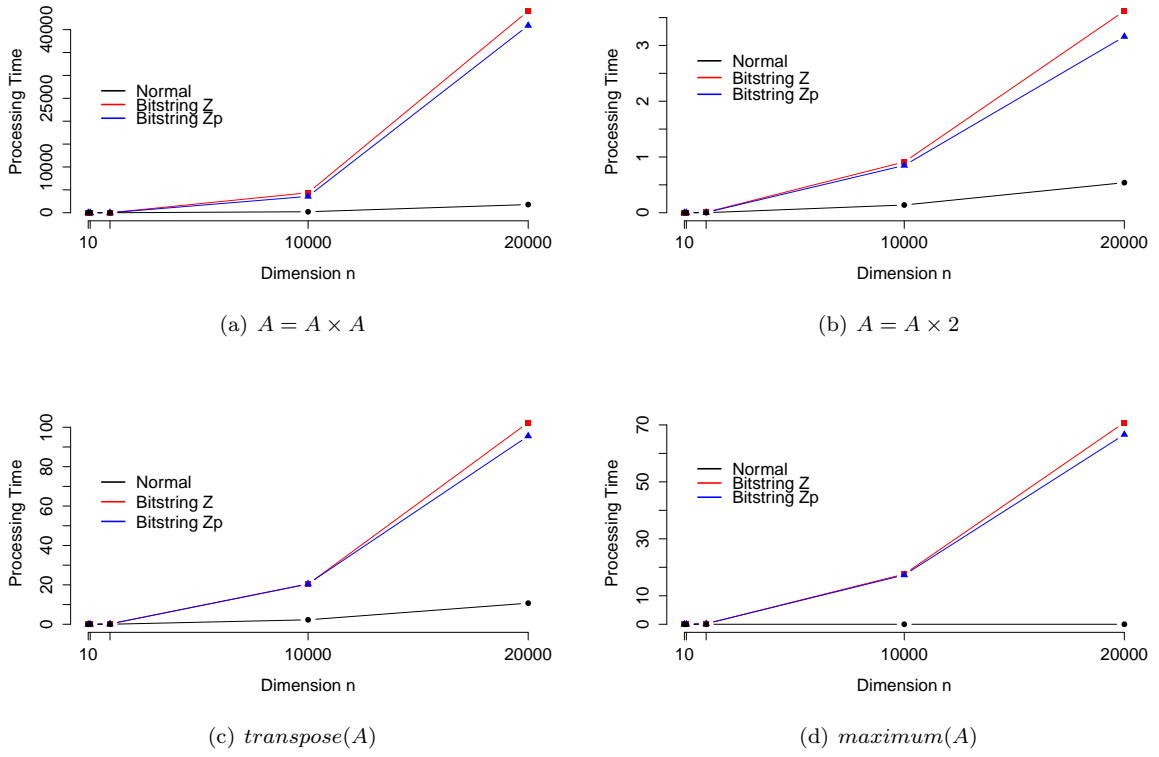 Processing Time
0
10000
25000
40000
Normal
Bitstring Z
Bitstring Zp
10
10000
20000
Dimension n
(a) A = A × A
Processing Time
0
1
2
3
Normal
Bitstring Z
Bitstring Zp
10
10000
20000
Dimension n
(b) A = A × 2
Processing Time
0
20
40
60
80
100
Normal
Bitstring Z
Bitstring Zp
10
10000
20000
Dimension n
(c) transpose(A)
Processing Time
0
10
30
50
70
Normal
Bitstring Z
Bitstring Zp
10
10000
20000
Dimension n
(d) maximum(A)